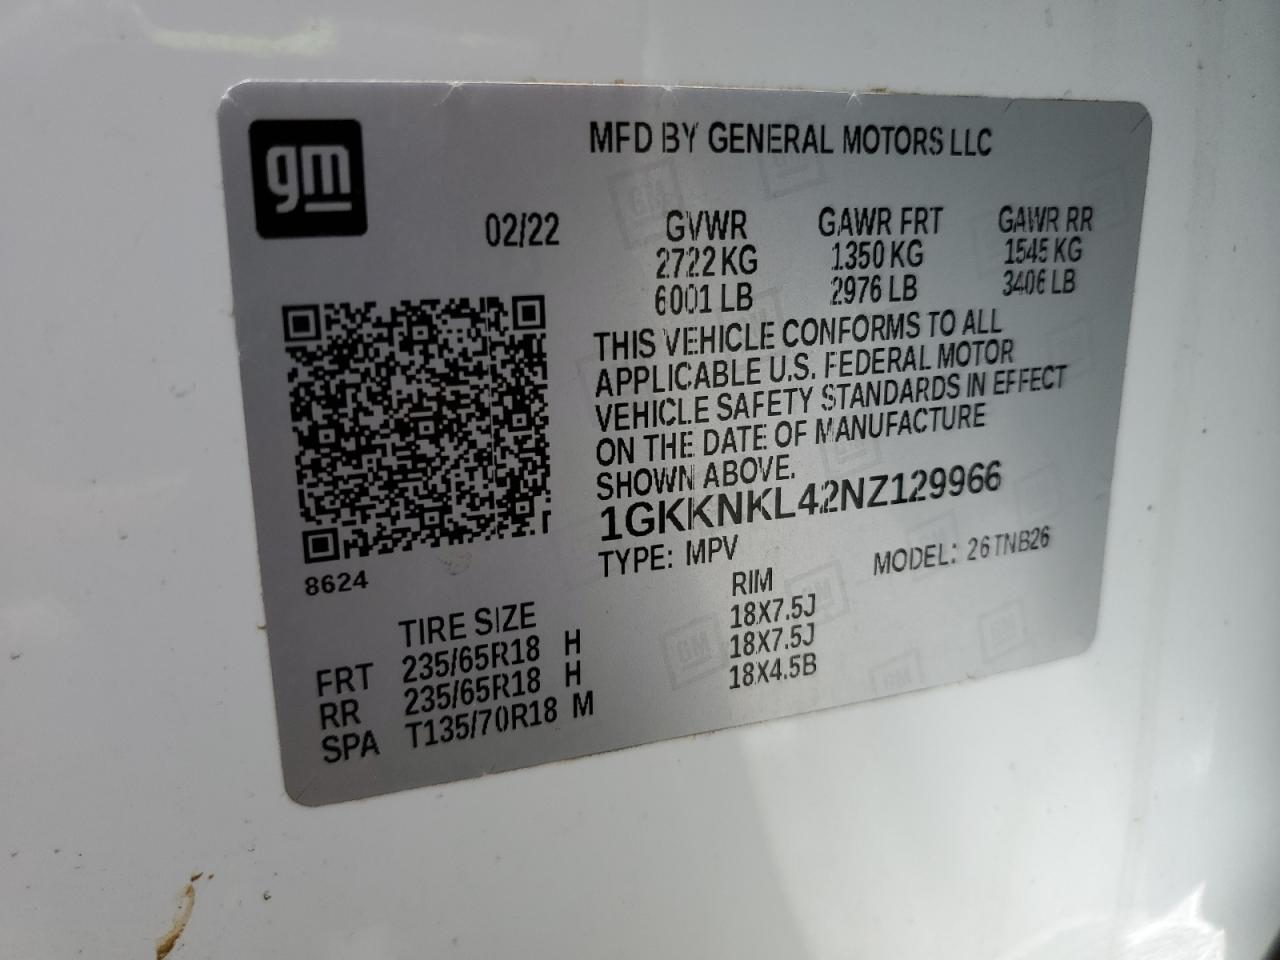 gm
MFD BY GENERAL MOTORS LLC
02/22
GVWR GAWR FRT GAWR RR
2722 KG 1350 KG 1545 KG
6001 LB 2976 LB 3406 LB
THIS VEHICLE CONFORMS TO ALL
APPLICABLE U.S. FEDERAL MOTOR
VEHICLE SAFETY STANDARDS IN EFFECT
ON THE DATE OF MANUFACTURE
SHOWN ABOVE.
1GKKNKL42NZ129966
TYPE: MPV MODEL: 26TNB26
8624
TIRE SIZE RIM
FRT 235/65R18 H 18X7.5J
RR 235/65R18 H 18X7.5J
SPA T135/70R18 M 18X4.5B